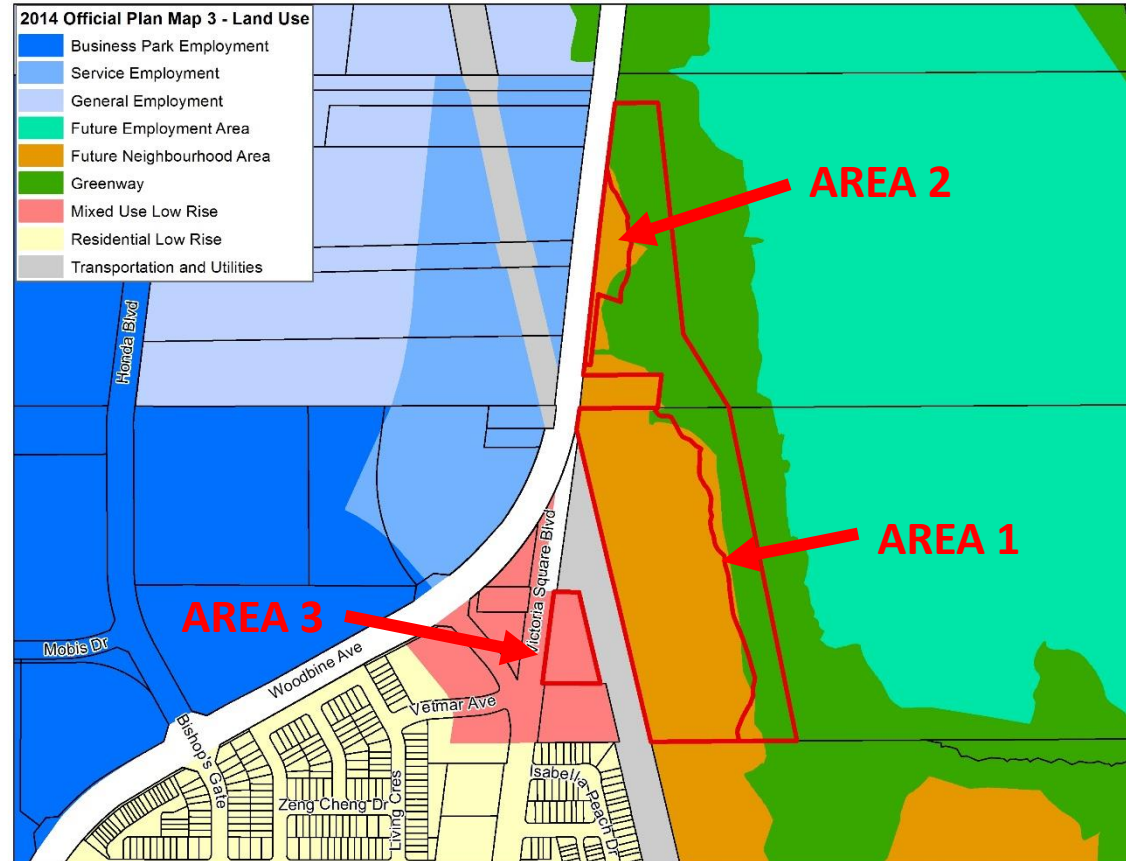 2014 Official Plan Map 3 - Land Use
Business Park Employment
Service Employment
General Employment
Future Employment Area
Future Neighbourhood Area
Greenway
Mixed Use Low Rise
Residential Low Rise
Transportation and Utilities
AREA 2
Honda Blvd
AREA 1
Victoria Square Blvd
AREA 3
Mobis Dr
Woodbine Ave
Vetmar Ave
Bishop's Gate
Isabella Peach Dr
Zeng Cheng Dr
Living Cres